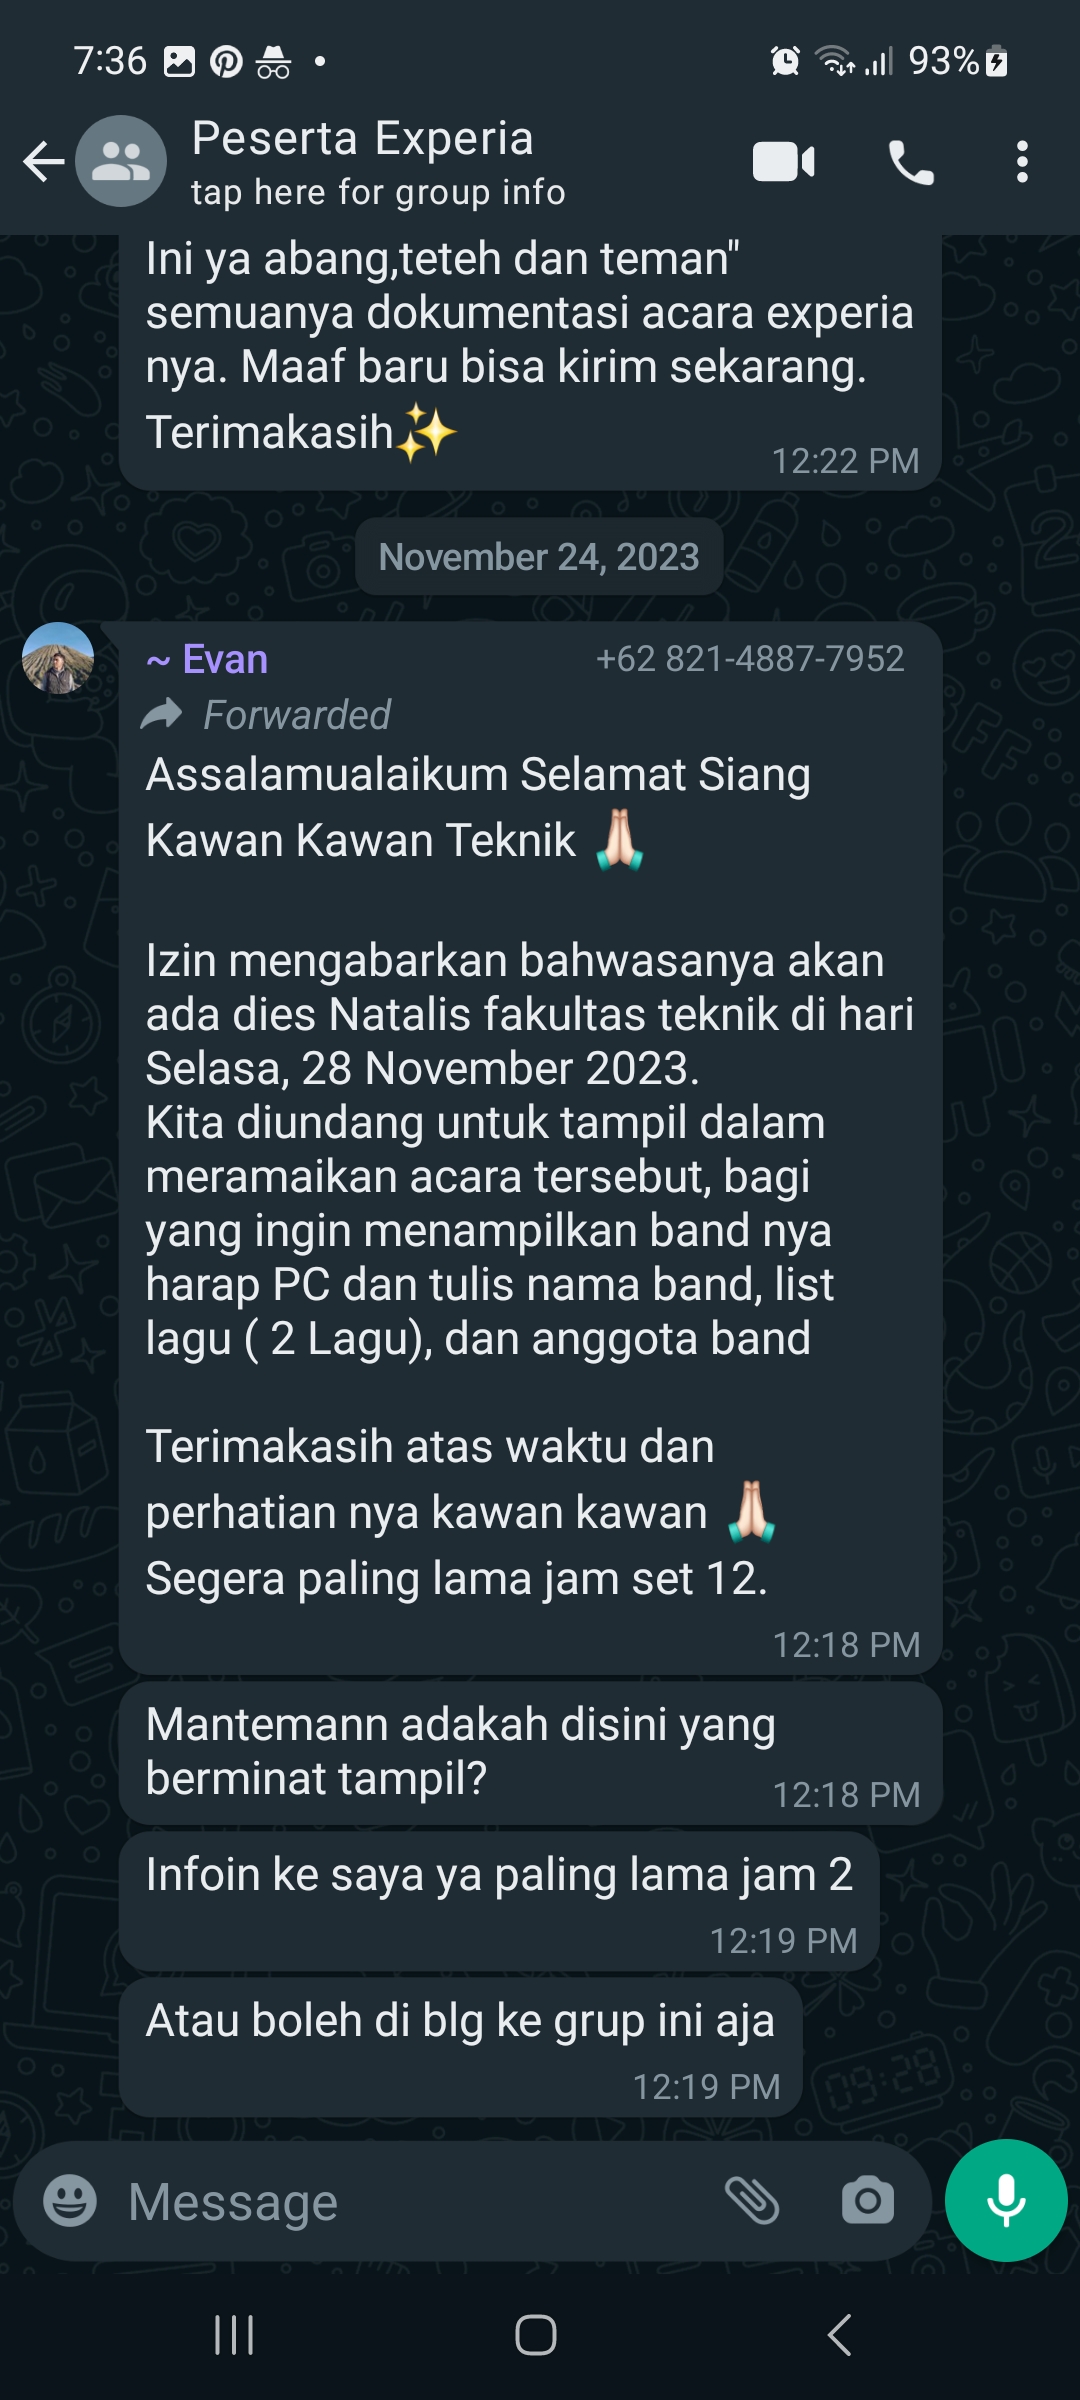 7:36
93%
Peserta Experia
tap here for group info
Ini ya abang,teteh dan teman"
semuanya dokumentasi acara experia
nya. Maaf baru bisa kirim sekarang.
Terimakasih✨
12:22 PM
November 24, 2023
~ Evan
+62 821-4887-7952
Forwarded
Assalamualaikum Selamat Siang
Kawan Kawan Teknik 🙏🏻
Izin mengabarkan bahwasanya akan
ada dies Natalis fakultas teknik di hari
Selasa, 28 November 2023.
Kita diundang untuk tampil dalam
meramaikan acara tersebut, bagi
yang ingin menampilkan band nya
harap PC dan tulis nama band, list
lagu ( 2 Lagu), dan anggota band
Terimakasih atas waktu dan
perhatian nya kawan kawan 🙏🏻
Segera paling lama jam set 12.
12:18 PM
Mantemann adakah disini yang
berminat tampil?
12:18 PM
Infoin ke saya ya paling lama jam 2
12:19 PM
Atau boleh di blg ke grup ini aja
12:19 PM
Message